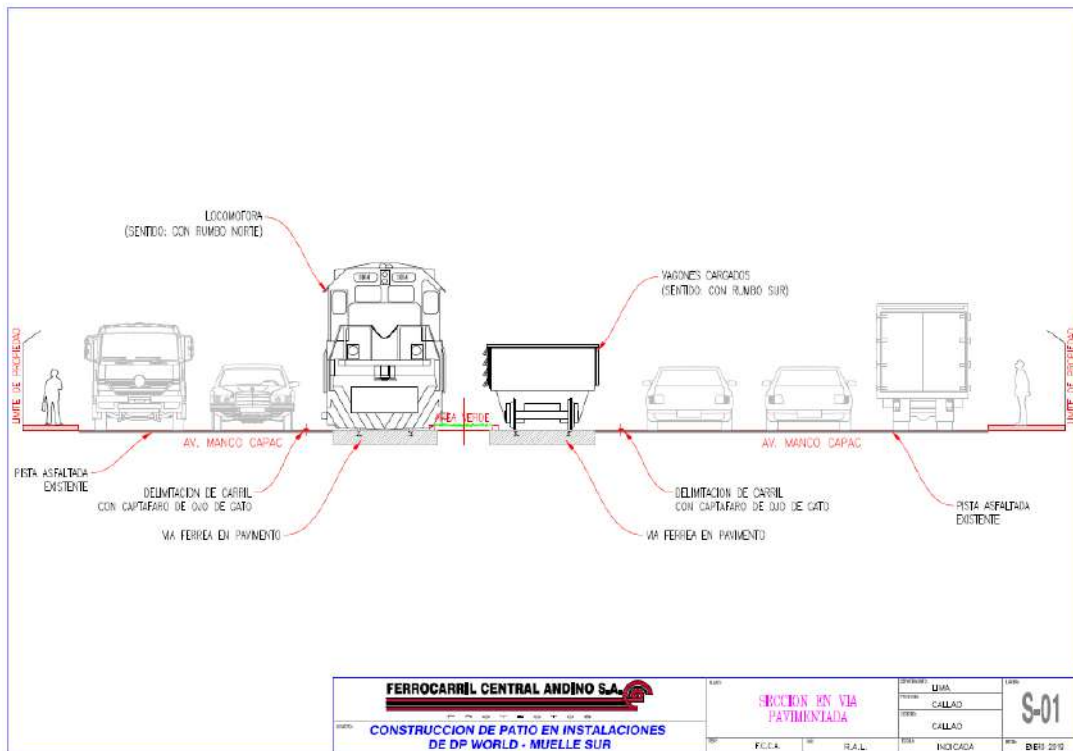 LOCOMOTORA
(SENTIDO: CON RUMBO NORTE)
1004
1004
VAGONES CARGADOS
(SENTIDO: CON RUMBO SUR)
LIMITE DE PROPIEDAD
LIMITE DE PROPIEDAD
AREA VERDE
AV. MANCO CAPAC
AV. MANCO CAPAC
PISTA ASFALTADA
EXISTENTE
DELIMITACION DE CARRIL
CON CAPTAFARO DE OJO DE GATO
DELIMITACION DE CARRIL
CON CAPTAFARO DE OJO DE GATO
PISTA ASFALTADA
EXISTENTE
VIA FERREA EN PAVIMENTO
VIA FERREA EN PAVIMENTO
FERROCARRIL CENTRAL ANDINO S.A.
PROYECTOS
CONSTRUCCION DE PATIO EN INSTALACIONES
DE DP WORLD - MUELLE SUR
SECCION EN VIA
PAVIMENTADA
F.C.C.A.
R.A.L.
LIMA
CALLAO
CALLAO
INDICADA
S-01